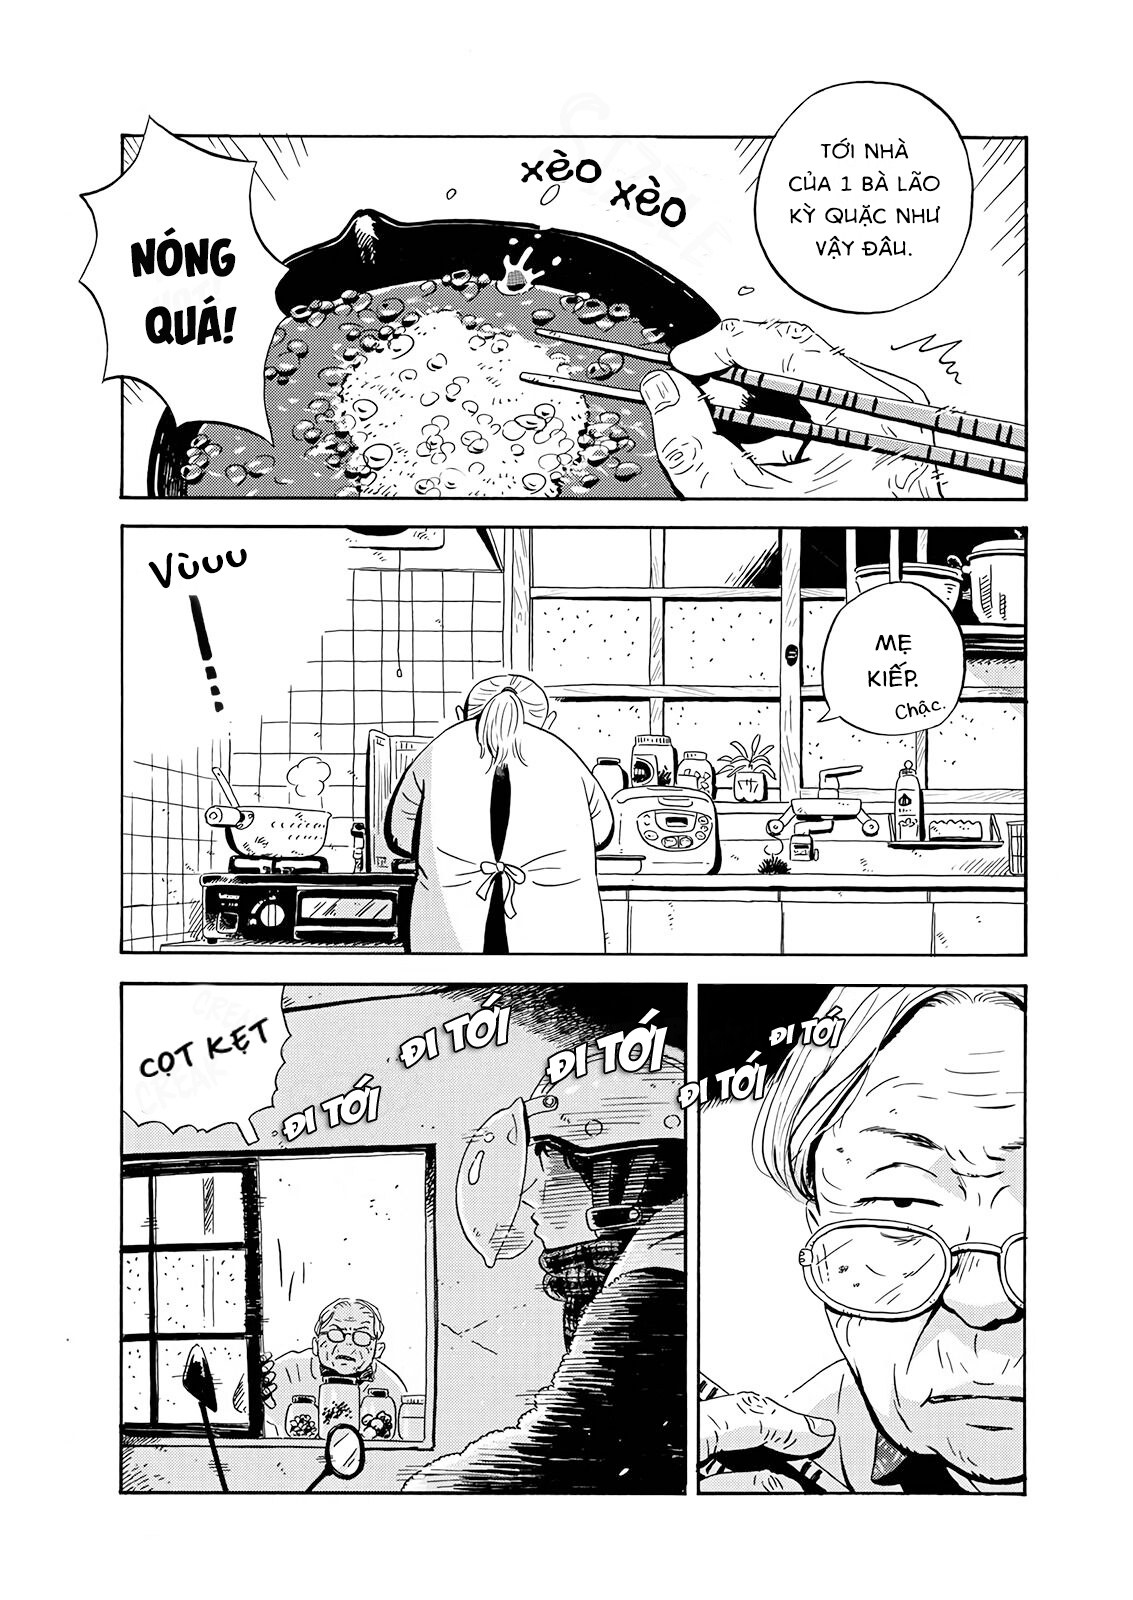 TỚI NHÀ
CỦA 1 BÀ LÃO
KỲ QUẶC NHƯ
VẬY ĐÂU.
xèo xèo
NÓNG
QUÁ!
Vùuu
MẸ
KIẾP.
Chậc.
CỌT KẸT
ĐI TỚI
ĐI TỚI
ĐI TỚI
ĐI TỚI
ĐI TỚI